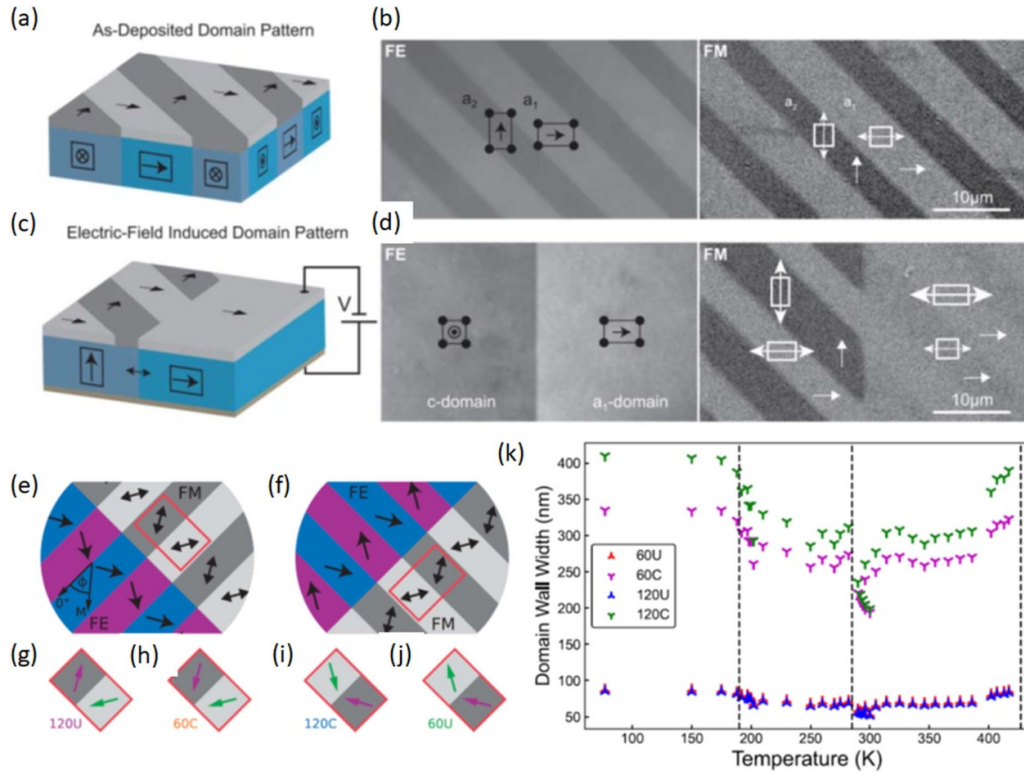 (a)
As-Deposited Domain Pattern
(b)
FE
a2
a1
FM
a2
a1
10μm
(c)
Electric-Field Induced Domain Pattern
V
(d)
FE
c-domain
a1-domain
FM
10μm
(e)
FM
0°
ϕ
M
FE
(f)
FE
FM
(g)
120U
(h)
60C
(i)
120C
(j)
60U
(k)
Domain Wall Width (nm)
400
350
300
250
200
150
100
50
60U
60C
120U
120C
100
150
200
250
300
350
400
Temperature (K)